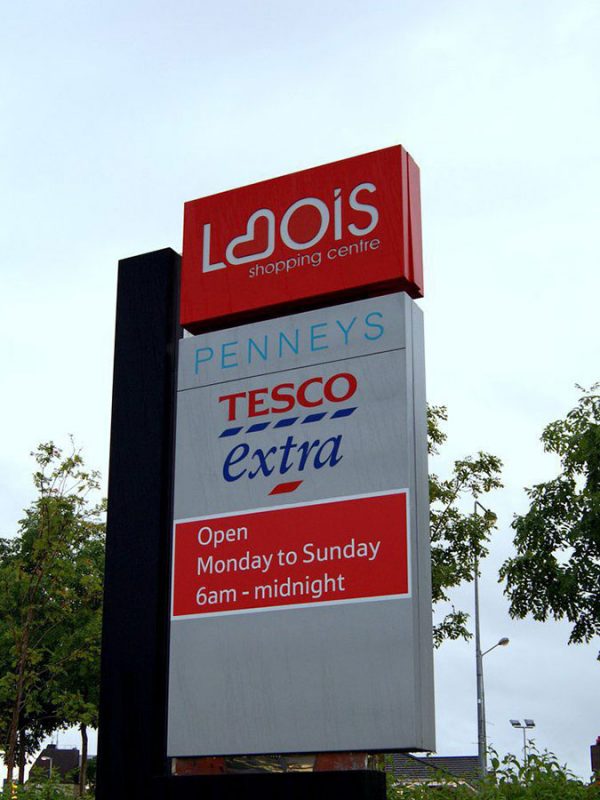 Laois
shopping centre
PENNEYS
TESCO
extra
Open
Monday to Sunday
6am - midnight